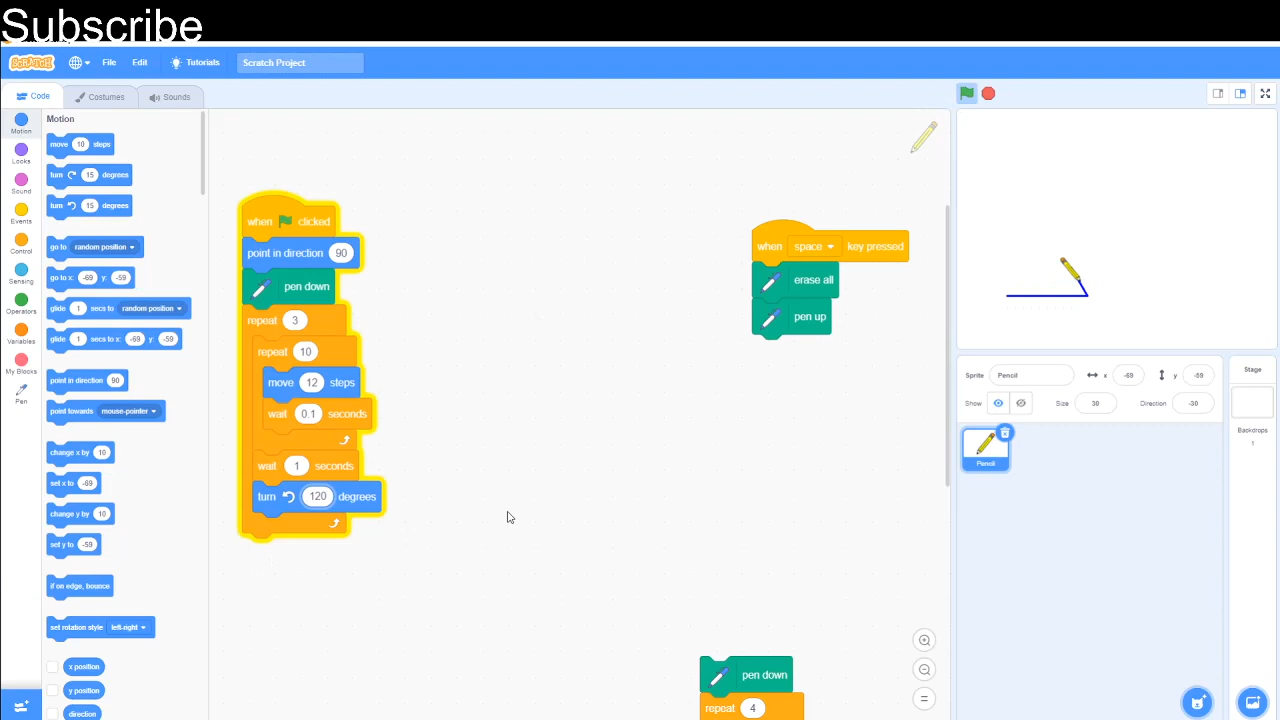 Subscribe
SCRATCH File Edit Tutorials Scratch Project
Code Costumes Sounds
Motion
Looks
Sound
Events
Control
Sensing
Operators
Variables
My Blocks
Pen
Motion
move 10 steps
turn 15 degrees
turn 15 degrees
go to random position
go to x: -69 y: -59
glide 1 secs to random position
glide 1 secs to x: -69 y: -59
point in direction 90
point towards mouse-pointer
change x by 10
set x to -69
change y by 10
set y to -59
if on edge, bounce
set rotation style left-right
x position
y position
direction
when clicked
point in direction 90
pen down
repeat 3
repeat 10
move 12 steps
wait 0.1 seconds
wait 1 seconds
turn 120 degrees
when space key pressed
erase all
pen up
pen down
repeat 4
Sprite Pencil x -69 y -59
Show Size 30 Direction -30
Pencil
Stage
Backdrops
1